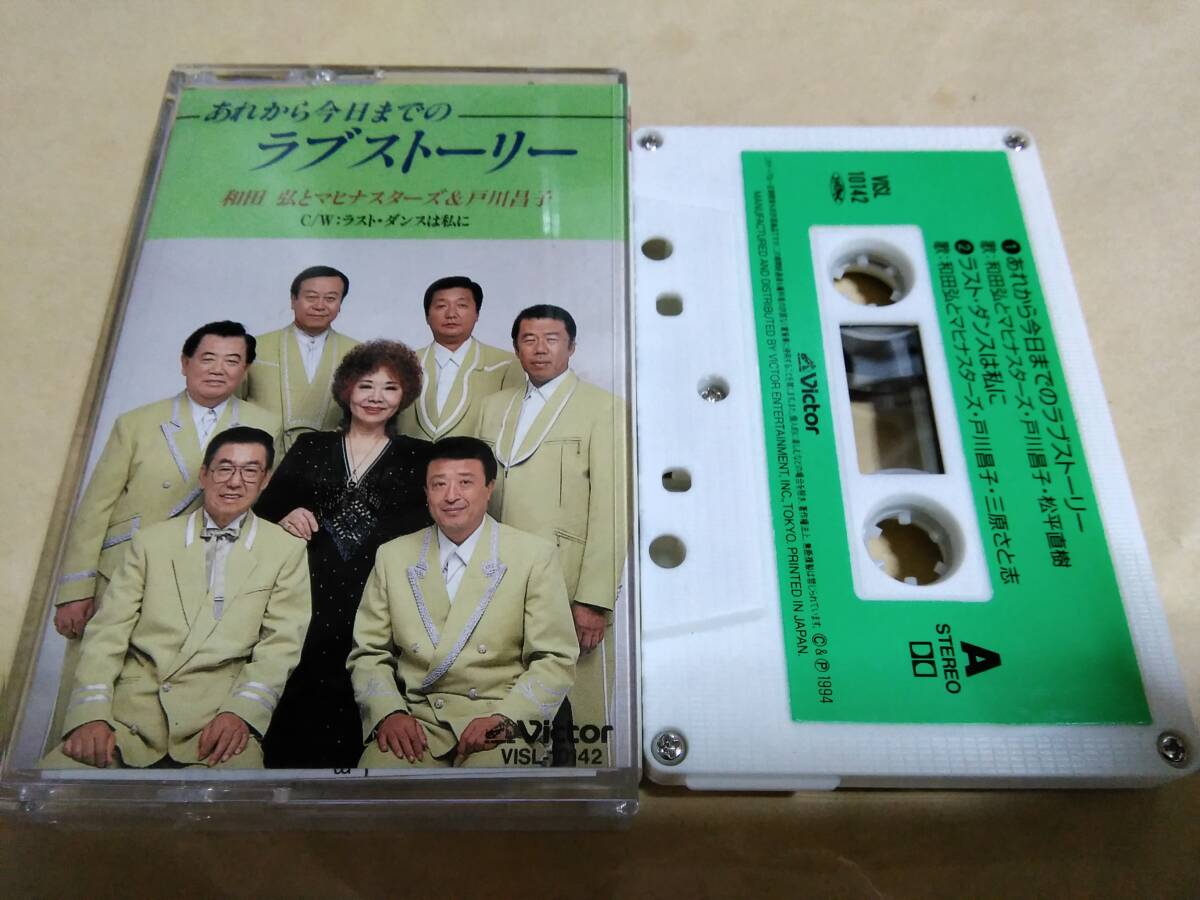 あれから今日までの
ラブストーリー
和田 弘とマヒナスターズ&戸川昌子
C/W:ラスト・ダンスは私に
Victor
VISL-10142
VISL
10142
❶あれから今日までのラブストーリー
歌:和田弘とマヒナスターズ・戸川昌子・松平直樹
❷ラスト・ダンスは私に
歌:和田弘とマヒナスターズ・戸川昌子・三原さと志
A
STEREO
Victor
MANUFACTURED AND DISTRIBUTED BY VICTOR ENTERTAINMENT, INC., TOKYO. PRINTED IN JAPAN.
Ⓒ&Ⓟ1994